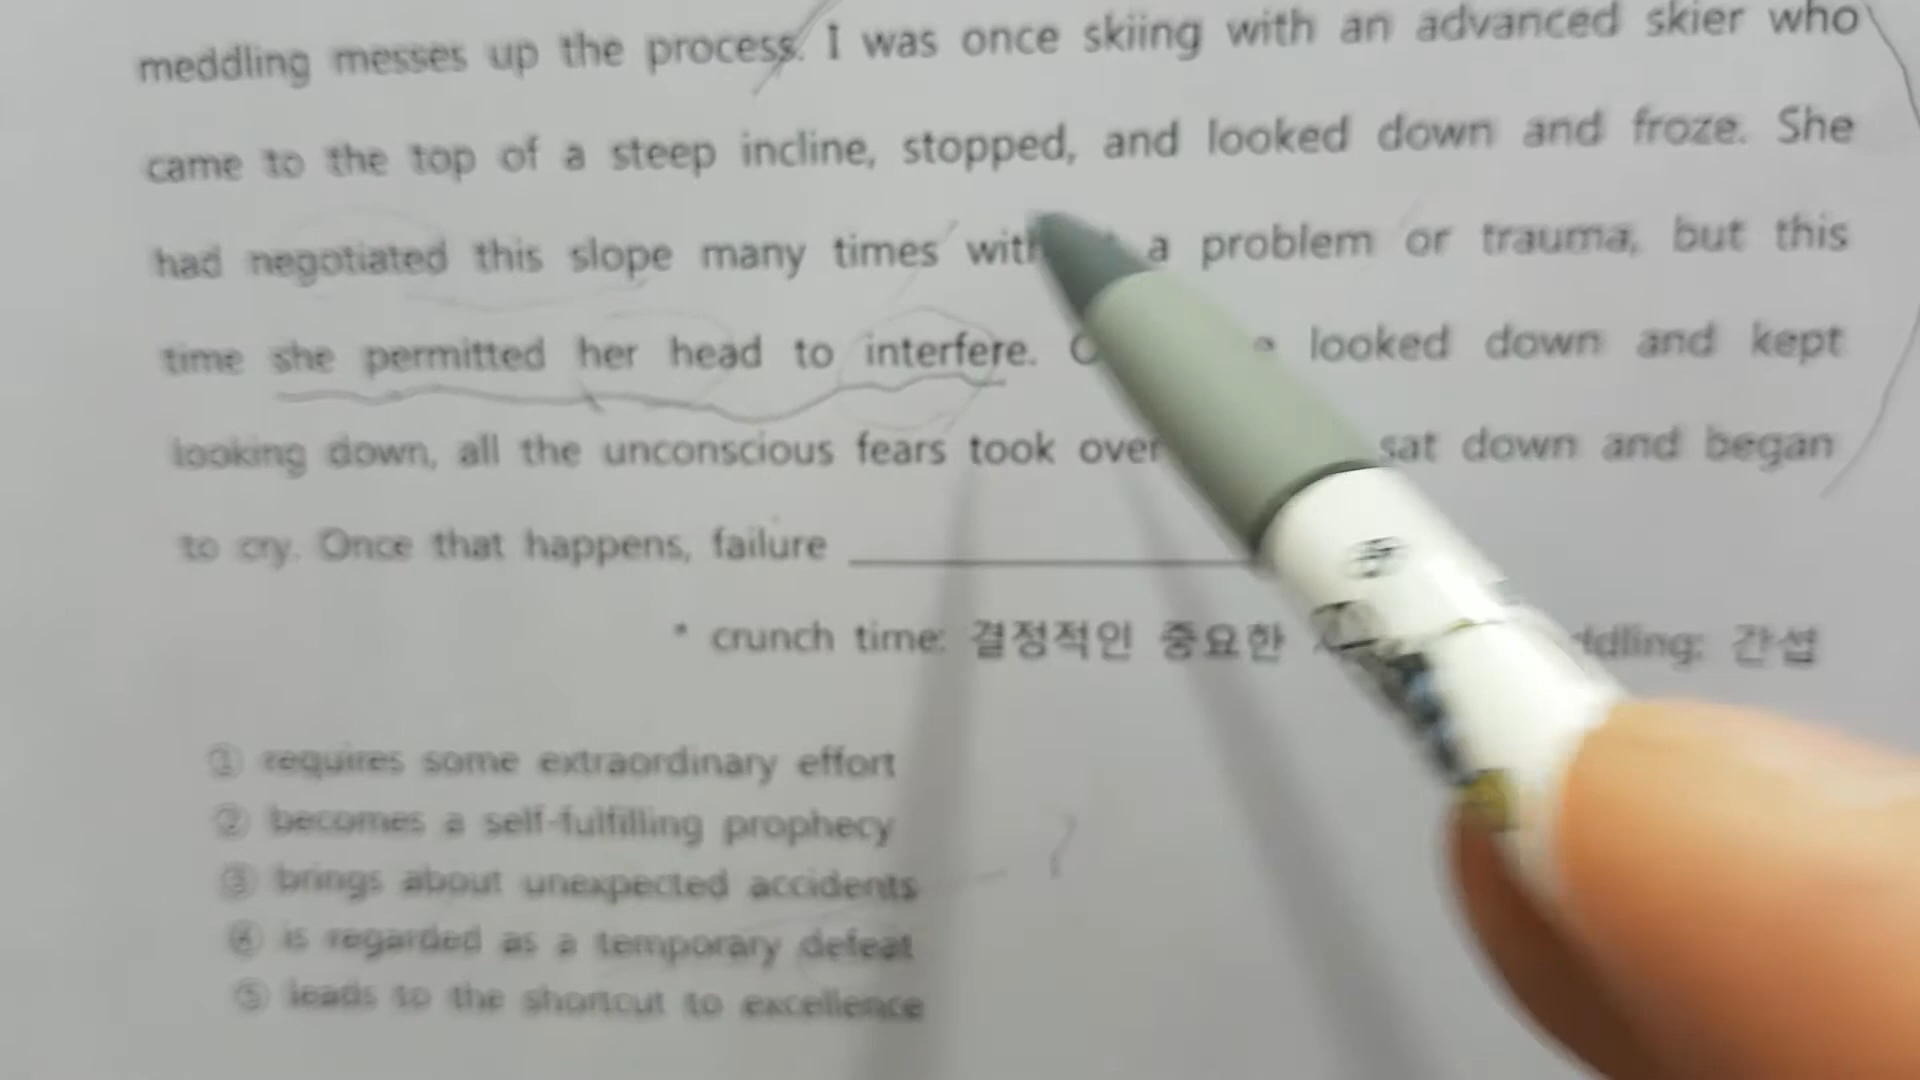 meddling messes up the process. I was once skiing with an advanced skier who
came to the top of a steep incline, stopped, and looked down and froze. She
had negotiated this slope many times a problem or trauma, but this
time she permitted her head to interfere. looked down and kept
looking down, all the unconscious fears took over sat down and began
to cry. Once that happens, failure
* crunch time: 결정적인 중요한 간섭
① requires some extraordinary effort
② becomes a self-fulfilling prophecy
③ brings about unexpected accidents
④ is regarded as a temporary defeat
⑤ leads to the shortcut to excellence